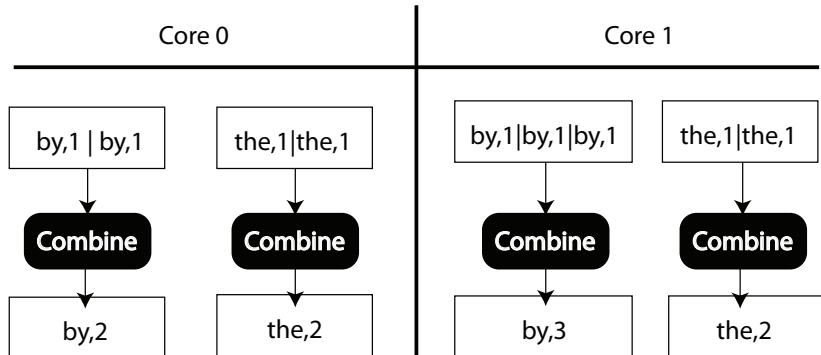 Core 0
Core 1
by,1 | by,1
the,1|the,1
by,1|by,1|by,1
the,1|the,1
Combine
Combine
Combine
Combine
by,2
the,2
by,3
the,2